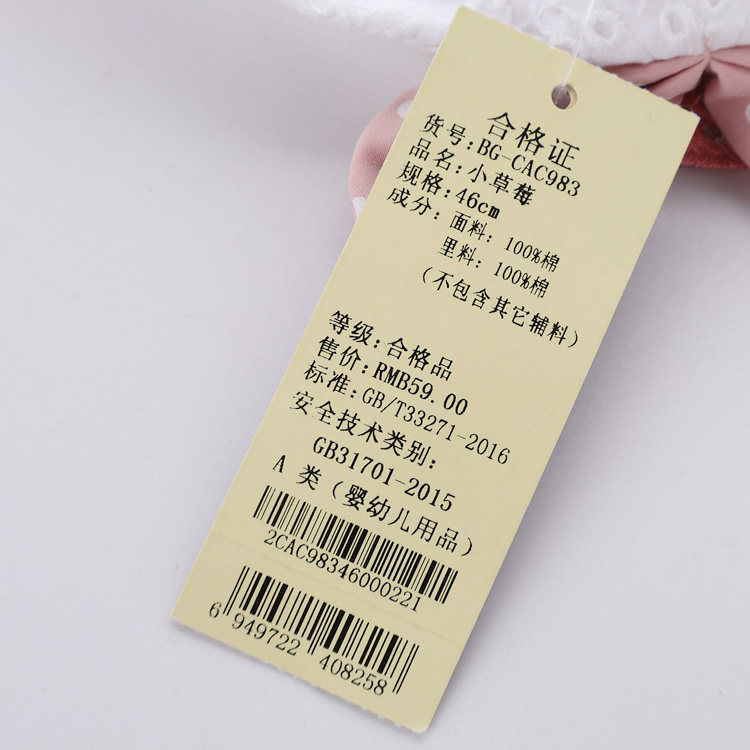 合格证
货号:BG-CAC983
品名:小草莓
规格:46cm
成分:面料:100%棉
里料:100%棉
(不包含其它辅料)
等级:合格品
售价:RMB59.00
标准:GB/T33271-2016
安全技术类别:
GB31701-2015
A 类(婴幼儿用品)
2CAC98346000221
6 949722 408258